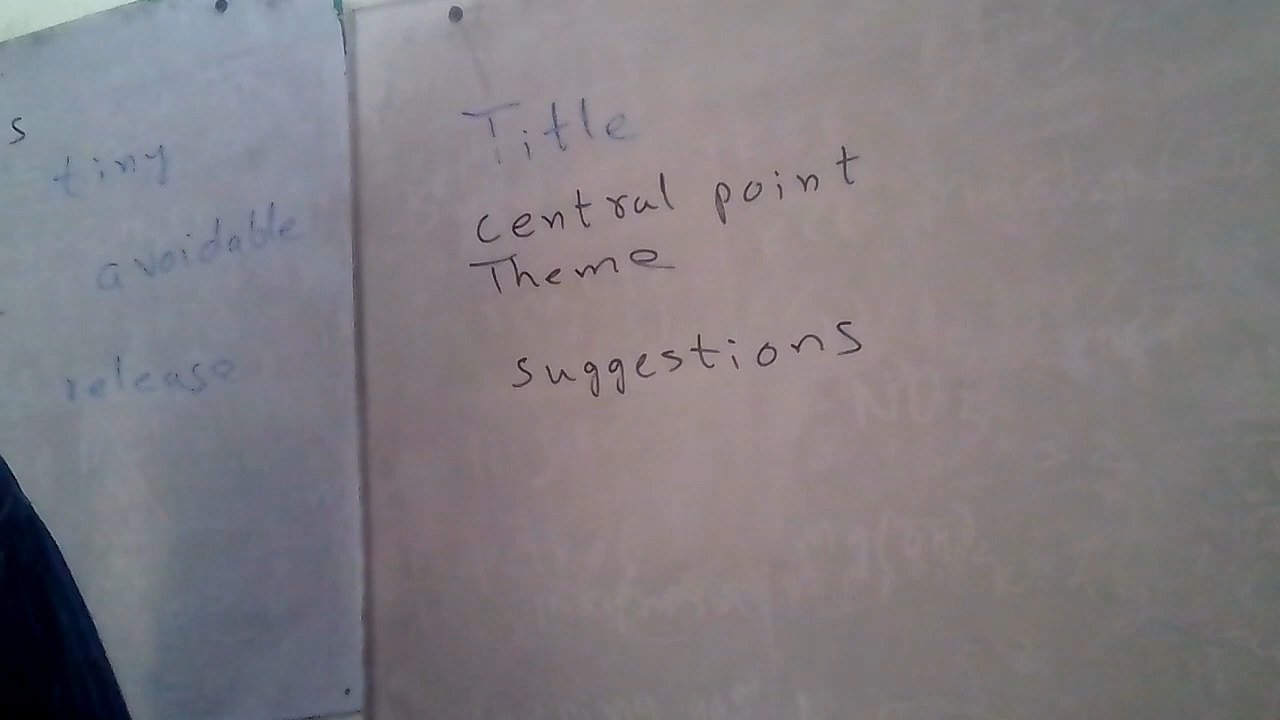 s
tiny
avoidable
release
Title
central point
Theme
suggestions